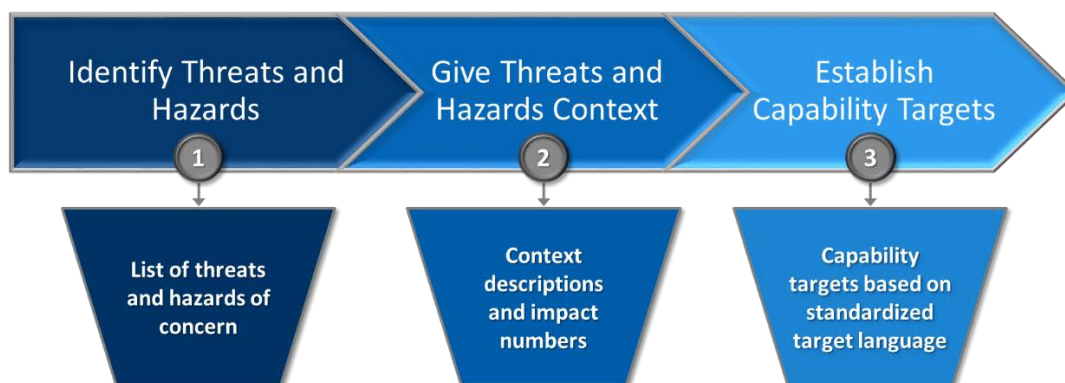 Identify Threats and
Hazards
1
Give Threats and
Hazards Context
2
Establish
Capability Targets
3
List of threats
and hazards of
concern
Context
descriptions
and impact
numbers
Capability
targets based on
standardized
target language